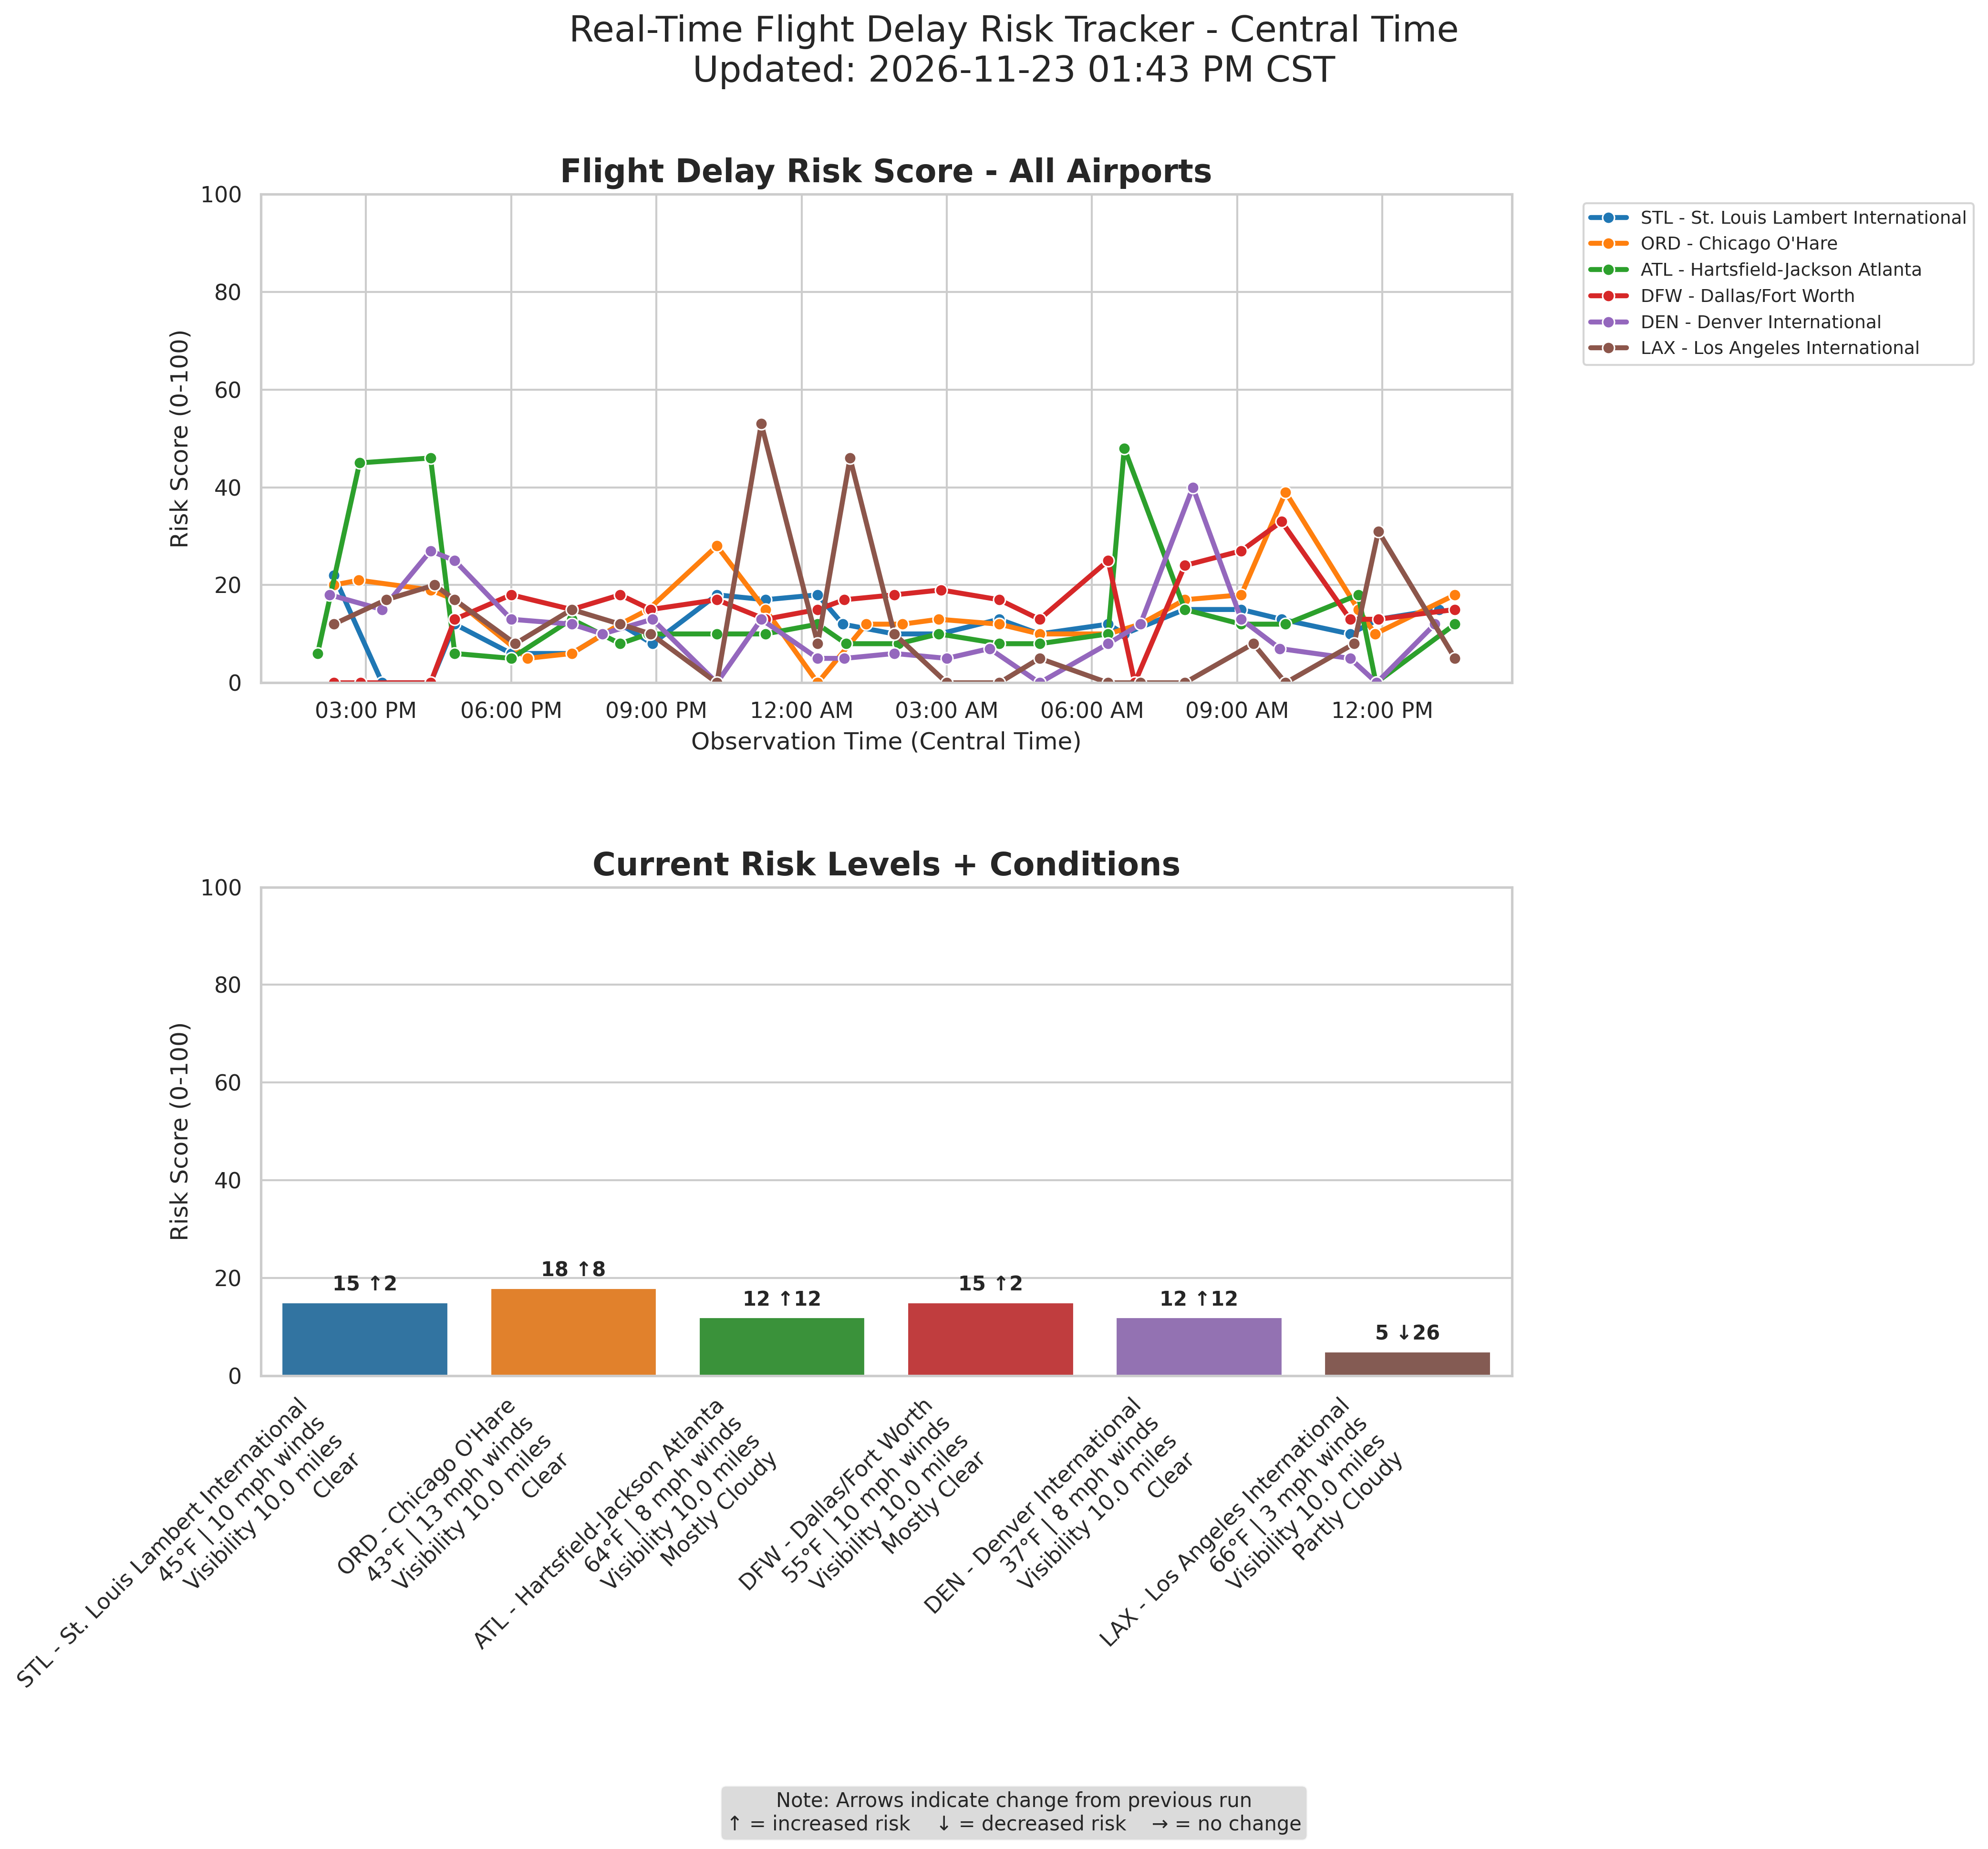 Real-Time Flight Delay Risk Tracker - Central Time
Updated: 2026-11-23 01:43 PM CST
Flight Delay Risk Score - All Airports
Risk Score (0-100)
100
80
60
40
20
0
03:00 PM
06:00 PM
09:00 PM
12:00 AM
03:00 AM
06:00 AM
09:00 AM
12:00 PM
Observation Time (Central Time)
STL - St. Louis Lambert International
ORD - Chicago O'Hare
ATL - Hartsfield-Jackson Atlanta
DFW - Dallas/Fort Worth
DEN - Denver International
LAX - Los Angeles International
Current Risk Levels + Conditions
Risk Score (0-100)
100
80
60
40
20
0
15 ↑2
18 ↑8
12 ↑12
15 ↑2
12 ↑12
5 ↓26
STL - St. Louis Lambert International
45°F | 10 mph winds
Visibility 10.0 miles
Clear
ORD - Chicago O'Hare
43°F | 13 mph winds
Visibility 10.0 miles
Clear
ATL - Hartsfield-Jackson Atlanta
64°F | 8 mph winds
Visibility 10.0 miles
Mostly Cloudy
DFW - Dallas/Fort Worth
55°F | 10 mph winds
Visibility 10.0 miles
Mostly Clear
DEN - Denver International
37°F | 8 mph winds
Visibility 10.0 miles
Clear
LAX - Los Angeles International
66°F | 3 mph winds
Visibility 10.0 miles
Partly Cloudy
Note: Arrows indicate change from previous run
↑ = increased risk ↓ = decreased risk → = no change